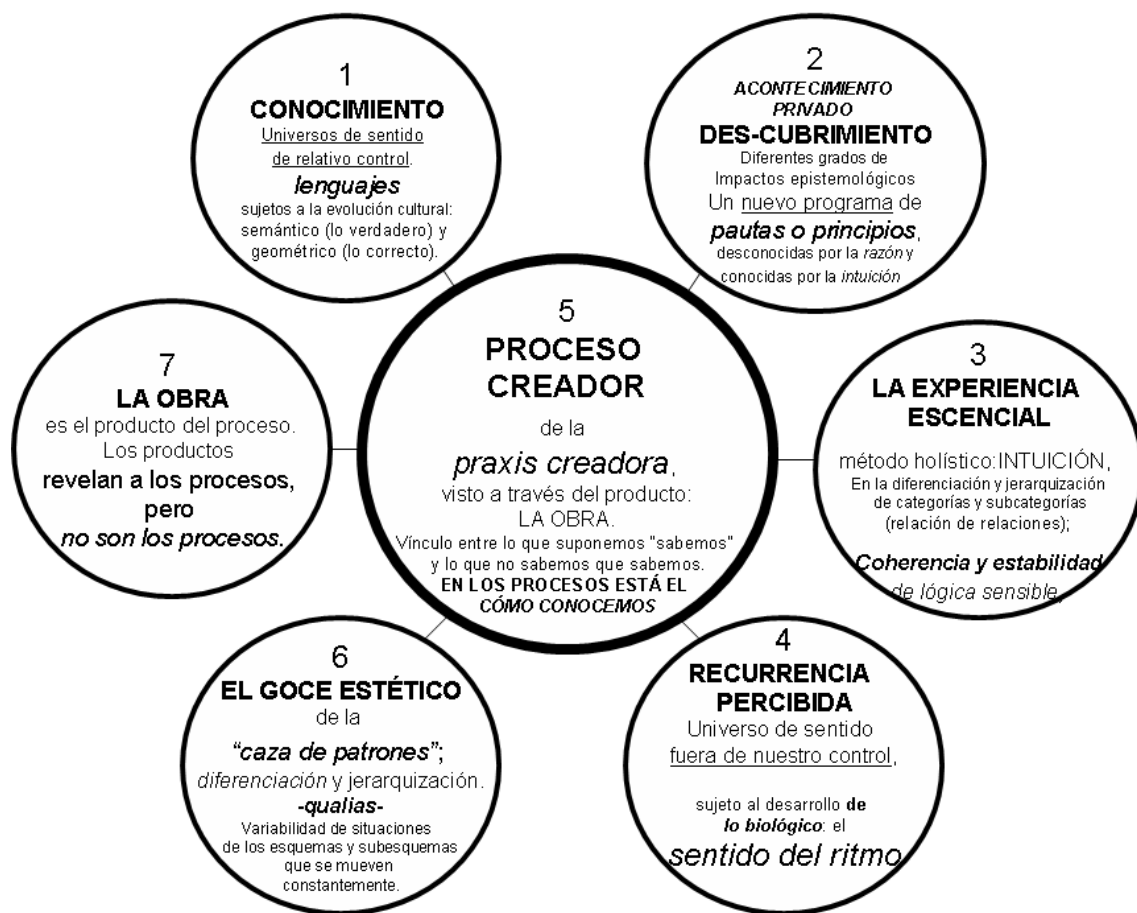 1
CONOCIMIENTO
Universos de sentido
de relativo control.
lenguajes
sujetos a la evolución cultural:
semántico (lo verdadero) y
geométrico (lo correcto).
2
ACONTECIMIENTO
PRIVADO
DES-CUBRIMIENTO
Diferentes grados de
Impactos epistemológicos
Un nuevo programa de
pautas o principios,
desconocidas por la razón y
conocidas por la intuición
3
LA EXPERIENCIA
ESCENCIAL
método holístico: INTUICIÓN,
En la diferenciación y jerarquización
de categorías y subcategorías
(relación de relaciones);
Coherencia y estabilidad
de lógica sensible,
4
RECURRENCIA
PERCIBIDA
Universo de sentido
fuera de nuestro control,
sujeto al desarrollo de
lo biológico: el
sentido del ritmo
5
PROCESO
CREADOR
de la
praxis creadora,
visto a través del producto:
LA OBRA.
Vínculo entre lo que suponemos "sabemos"
y lo que no sabemos que sabemos.
EN LOS PROCESOS ESTÁ EL
CÓMO CONOCEMOS
6
EL GOCE ESTÉTICO
de la
“caza de patrones”;
diferenciación y jerarquización.
-qualias-
Variabilidad de situaciones
de los esquemas y subesquemas
que se mueven
constantemente.
7
LA OBRA
es el producto del proceso.
Los productos
revelan a los procesos,
pero
no son los procesos.